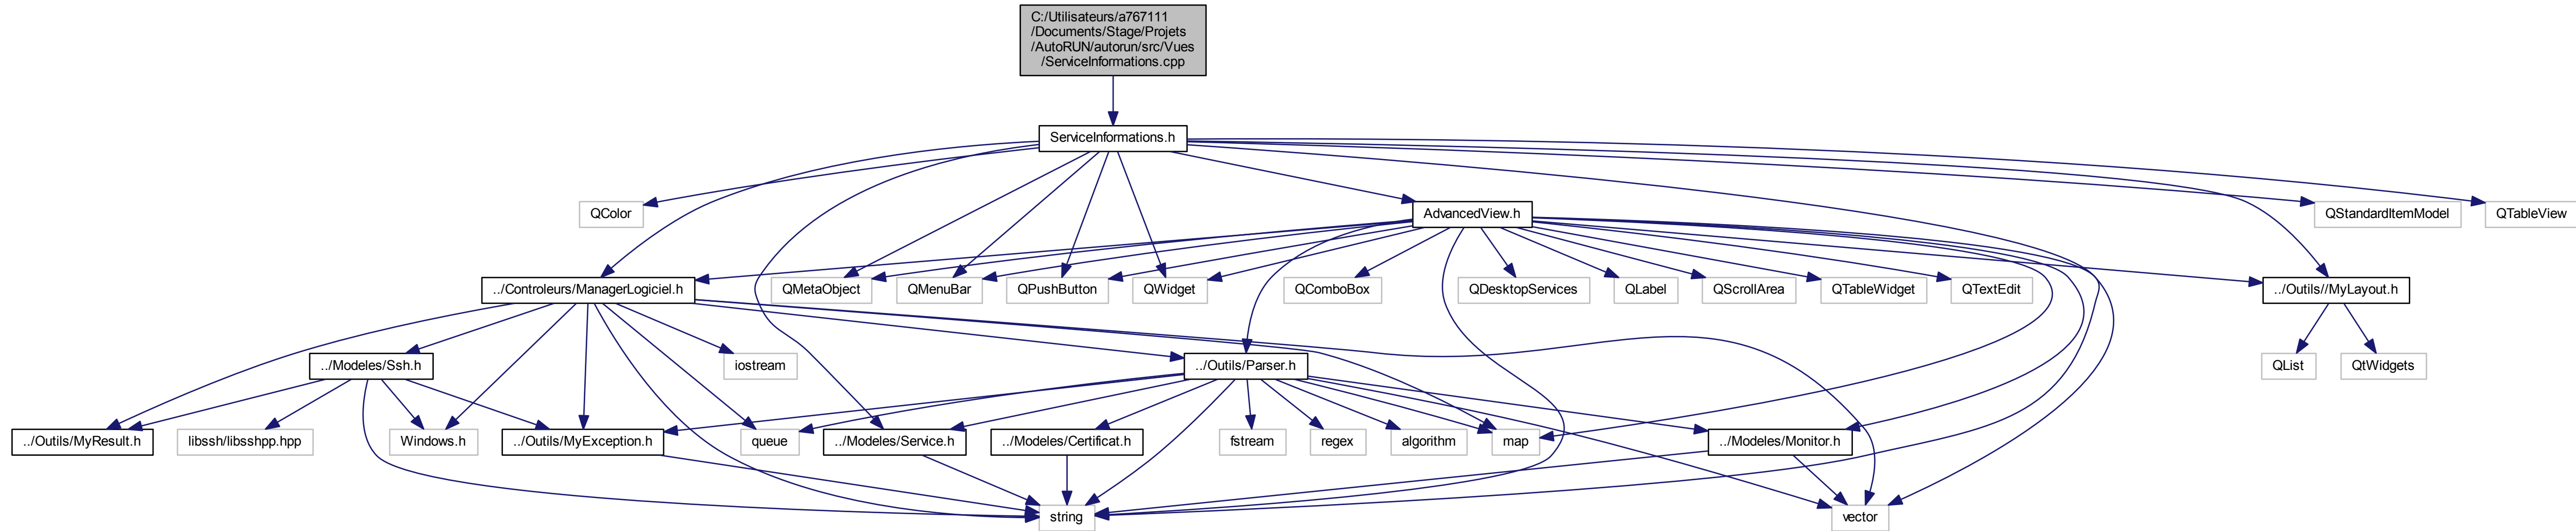 C:/Utilisateurs/a767111
/Documents/Stage/Projets
/AutoRUN/autorun/src/Vues
/ServiceInformations.cpp
ServiceInformations.h
QColor
AdvancedView.h
QStandardItemModel
QTableView
../Controleurs/ManagerLogiciel.h
QMetaObject
QMenuBar
QPushButton
QWidget
QComboBox
QDesktopServices
QLabel
QScrollArea
QTableWidget
QTextEdit
../Outils//MyLayout.h
../Modeles/Ssh.h
iostream
../Outils/Parser.h
QList
QtWidgets
../Outils/MyResult.h
libssh/libsshpp.hpp
Windows.h
../Outils/MyException.h
queue
../Modeles/Service.h
../Modeles/Certificat.h
fstream
regex
algorithm
map
../Modeles/Monitor.h
string
vector